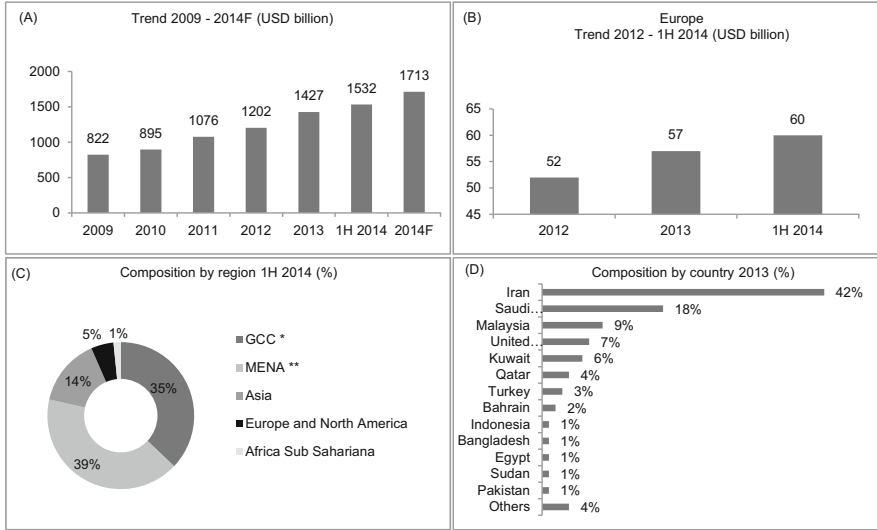 (A)
Trend 2009 - 2014F (USD billion)
2000
1500
1000
500
0
822
895
1076
1202
1427
1532
1713
2009
2010
2011
2012
2013
1H 2014
2014F
(B)
Europe
Trend 2012 - 1H 2014 (USD billion)
65
60
55
50
45
52
57
60
2012
2013
1H 2014
(C)
Composition by region 1H 2014 (%)
5%
1%
35%
14%
39%
GCC *
MENA **
Asia
Europe and North America
Africa Sub Sahariana
(D)
Composition by country 2013 (%)
Iran 42%
Saudi… 18%
Malaysia 9%
United… 7%
Kuwait 6%
Qatar 4%
Turkey 3%
Bahrain 2%
Indonesia 1%
Bangladesh 1%
Egypt 1%
Sudan 1%
Pakistan 1%
Others 4%